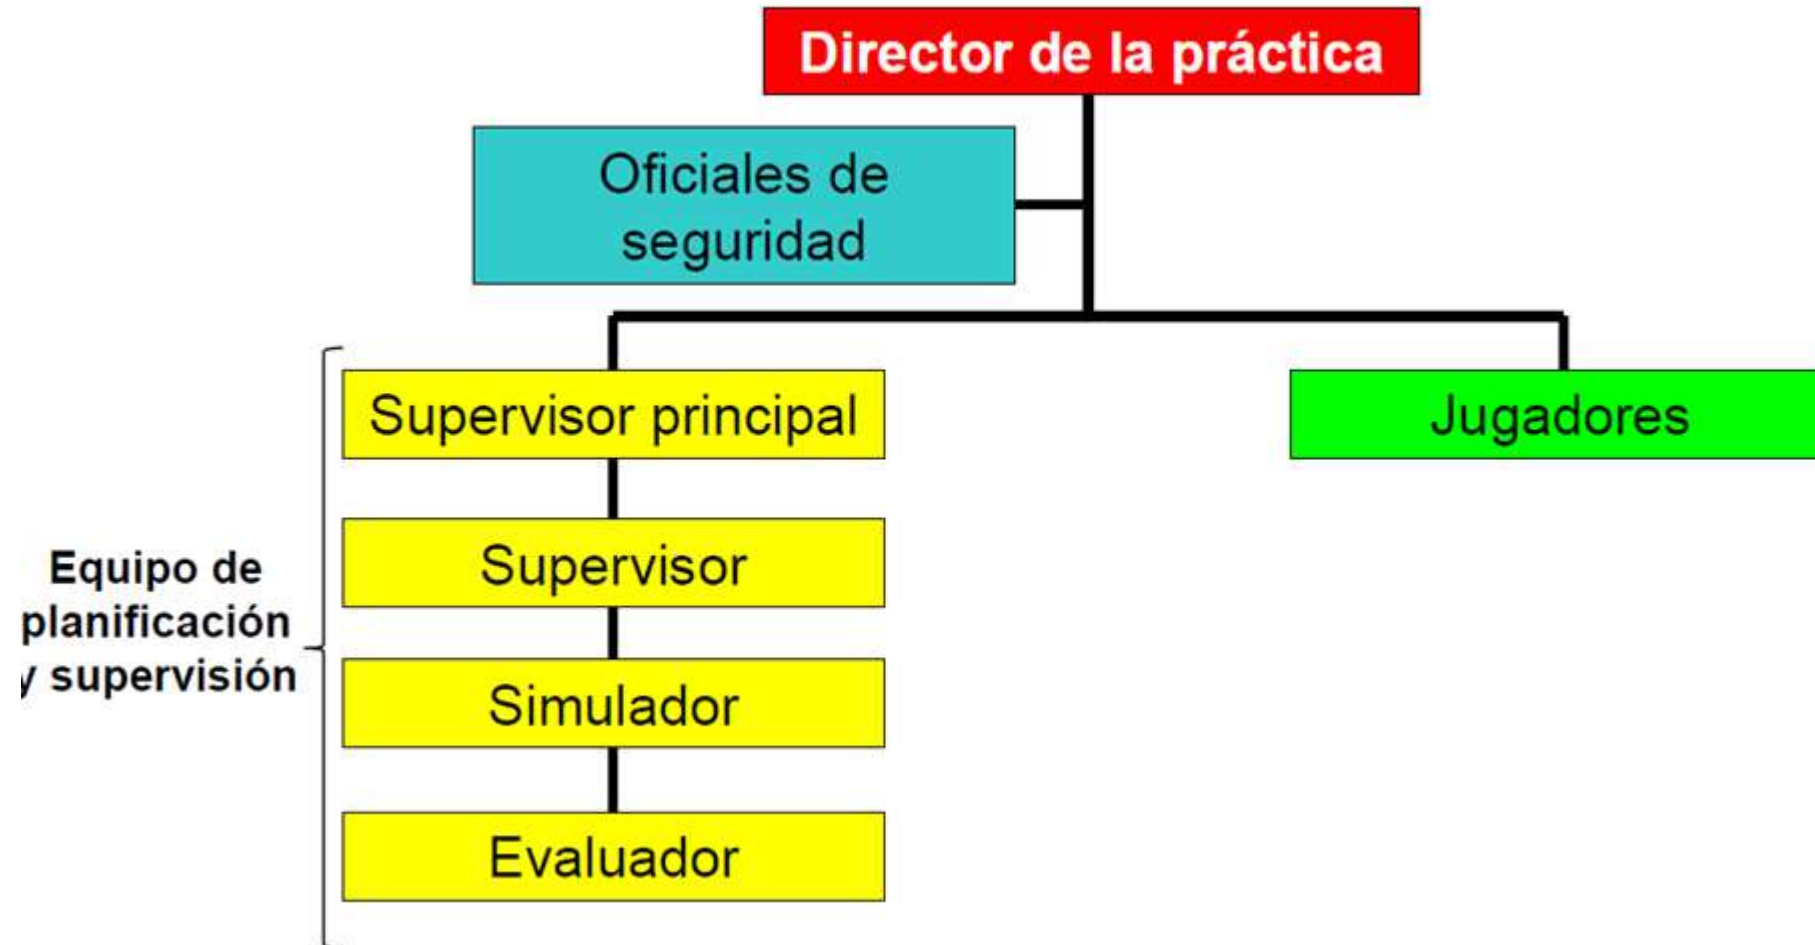 Director de la práctica
Oficiales de
seguridad
Supervisor principal
Jugadores
Supervisor
Equipo de
planificación
y supervisión
Simulador
Evaluador